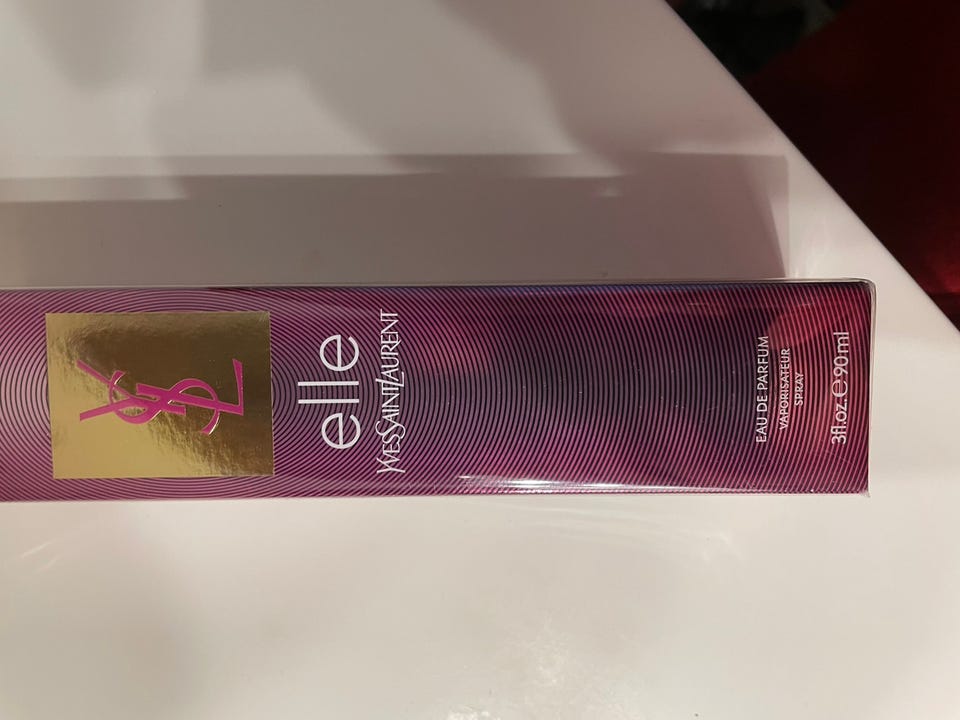 YSL
elle
YVESSAINTLAURENT
EAU DE PARFUM
VAPORISATEUR
SPRAY
3fl.oz.℮90ml